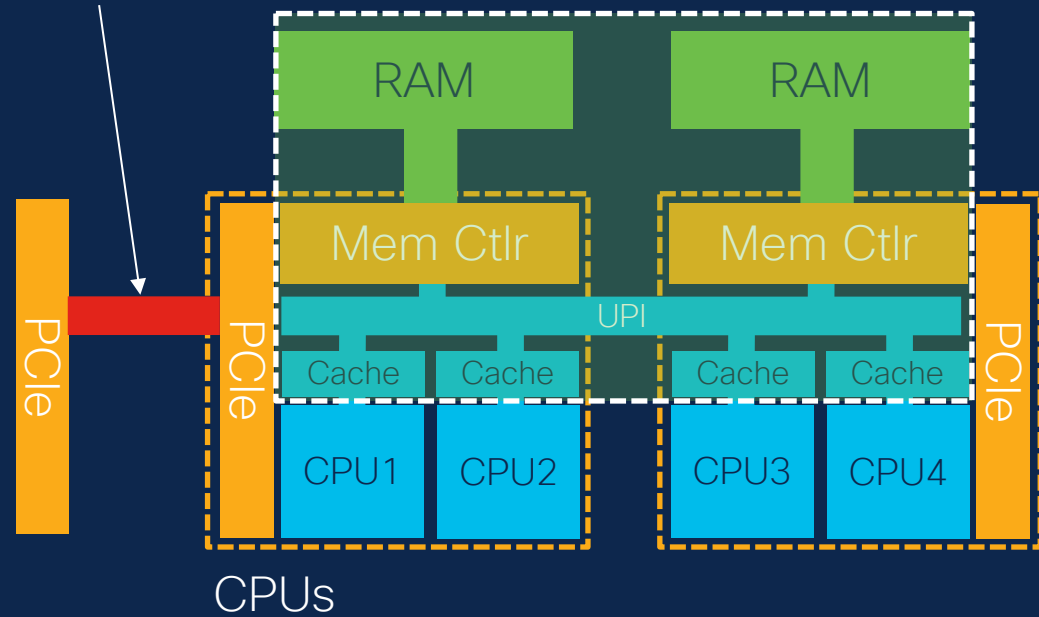 RAM
RAM
Mem Ctlr
Mem Ctlr
UPI
PCIe
PCIe
PCIe
Cache
Cache
Cache
Cache
CPU1
CPU2
CPU3
CPU4
CPUs